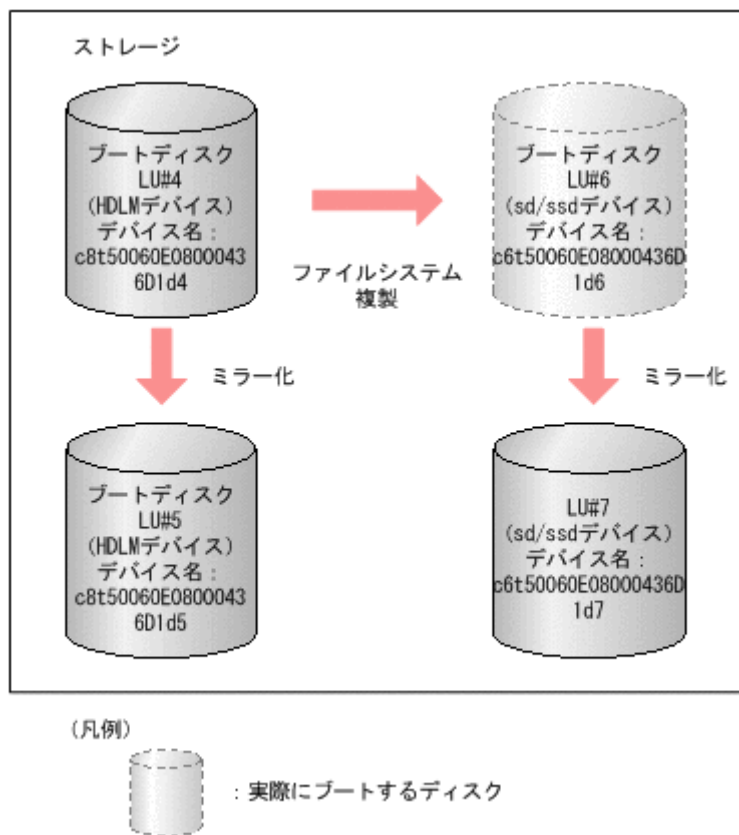 ストレージ
ブートディスク
LU#4
(HDLMデバイス)
デバイス名：
c8t50060E0800043
6D1d4
ファイルシステム
複製
ブートディスク
LU#6
(sd/ssdデバイス)
デバイス名：
c6t50060E08000436D
1d6
ミラー化
ミラー化
ブートディスク
LU#5
(HDLMデバイス)
デバイス名：
c8t50060E0800043
6D1d5
LU#7
(sd/ssdデバイス)
デバイス名：
c6t50060E08000436D
1d7
(凡例)
：実際にブートするディスク